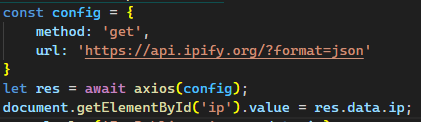 const config = {
    method: 'get',
    url: 'https://api.ipify.org/?format=json'
}
let res = await axios(config);
document.getElementById('ip').value = res.data.ip;